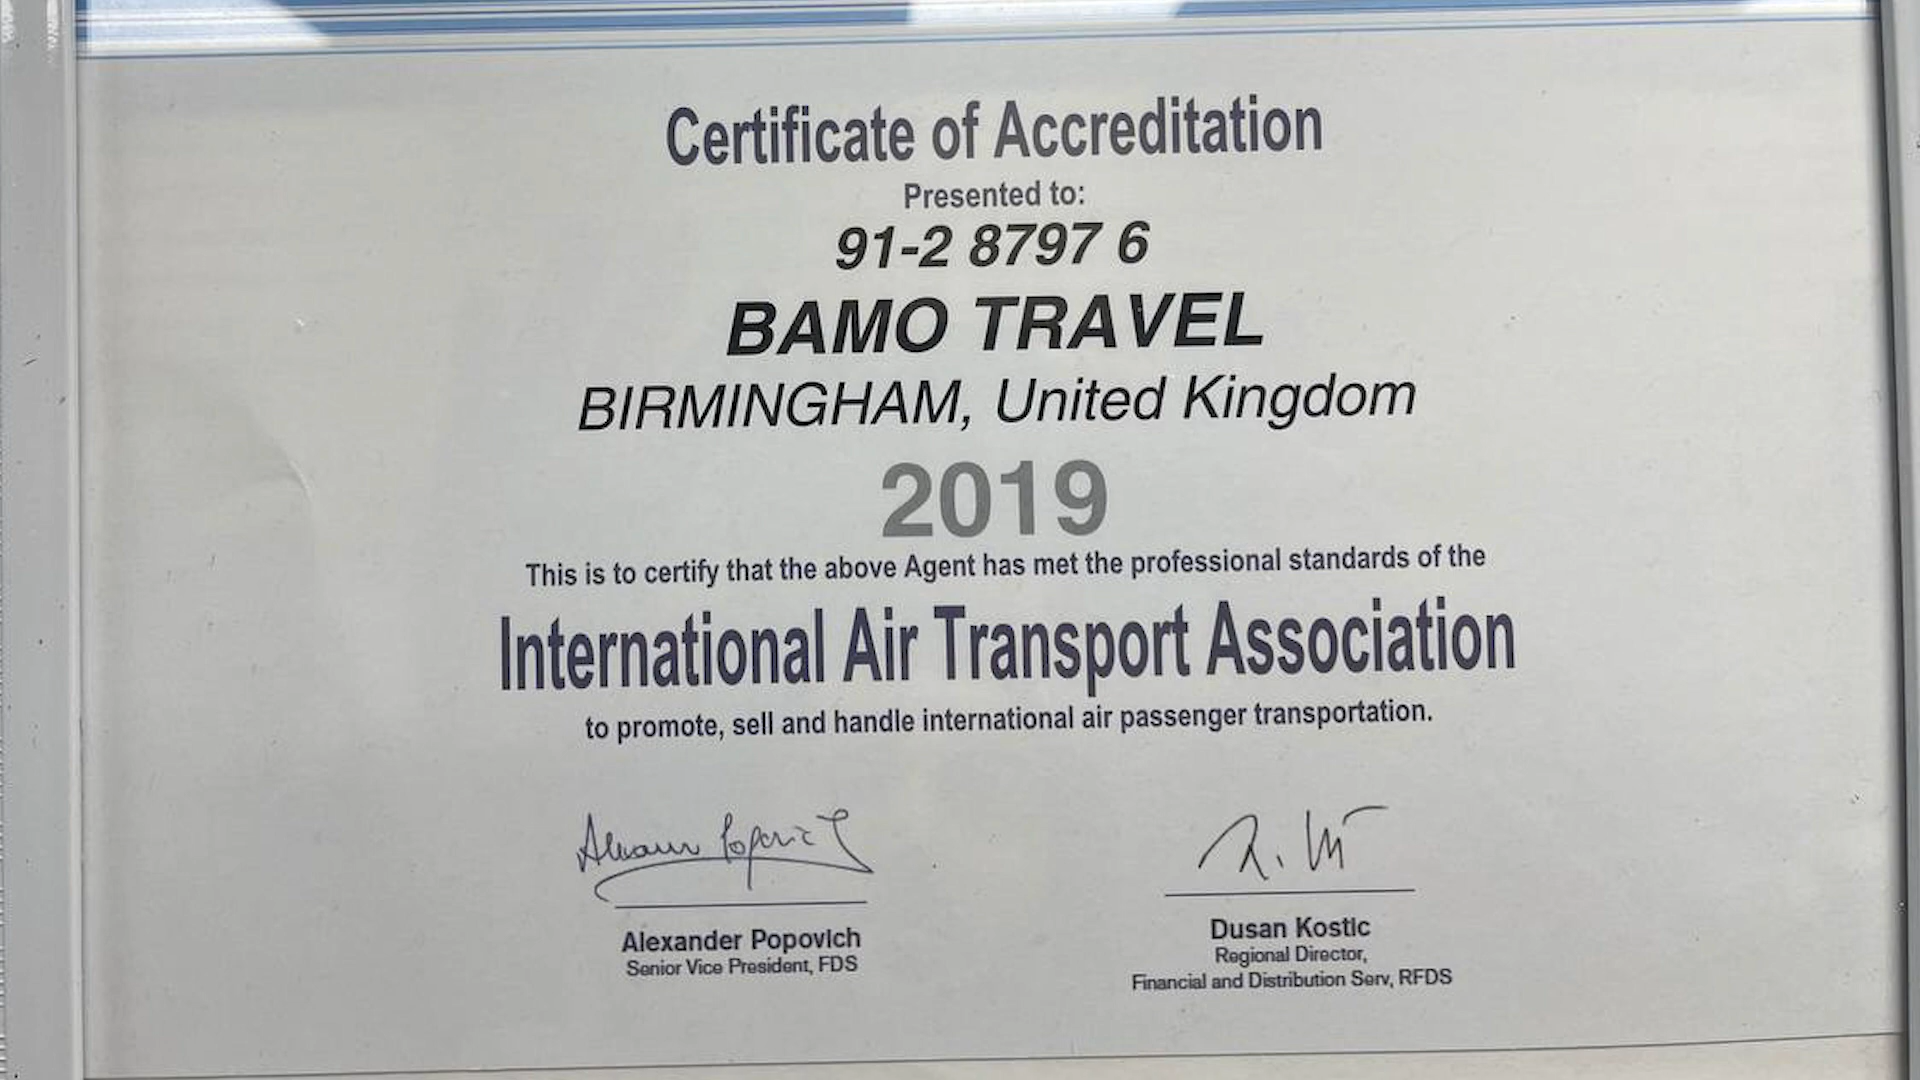 Certificate of Accreditation
Presented to:
91-2 8797 6
BAMO TRAVEL
BIRMINGHAM, United Kingdom
2019
This is to certify that the above Agent has met the professional standards of the
International Air Transport Association
to promote, sell and handle international air passenger transportation.
Alexander Popovich
Senior Vice President, FDS
Dusan Kostic
Regional Director,
Financial and Distribution Serv, RFDS